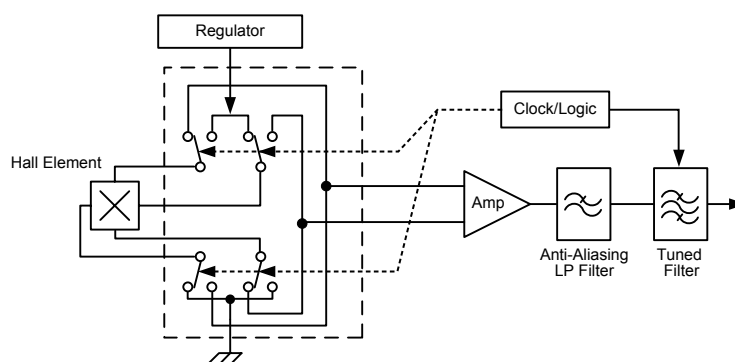 Regulator
Clock/Logic
Hall Element
Amp
Anti-Aliasing
LP Filter
Tuned
Filter